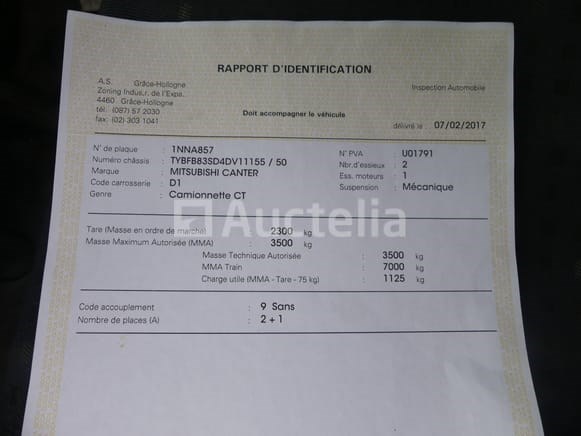 RAPPORT D'IDENTIFICATION
A.S. Grâce-Hollogne
Zoning Indus,r. de l'Expa.
4460 Grâce-Hollogne
tél. (087) 57 2030
fax: (02) 303 1041
Inspection Automobile
Doit accompagner le véhicule
délivré le : 07/02/2017
N° de plaque : 1NNA857
Numéro châssis : TYBFB83SD4DV11155 / 50
Marque : MITSUBISHI CANTER
Code carrosserie : D1
Genre : Camionnette CT
N° PVA : U01791
Nbr.d'essieux : 2
Ess. moteurs : 1
Suspension : Mécanique
Auctelia
Tare (Masse en ordre de marche) : 2300 kg
Masse Maximum Autorisée (MMA) : 3500 kg
Masse Technique Autorisée : 3500 kg
MMA Train : 7000 kg
Charge utile (MMA - Tare - 75 kg) : 1125 kg
Code accouplement : 9 Sans
Nombre de places (A) : 2 + 1